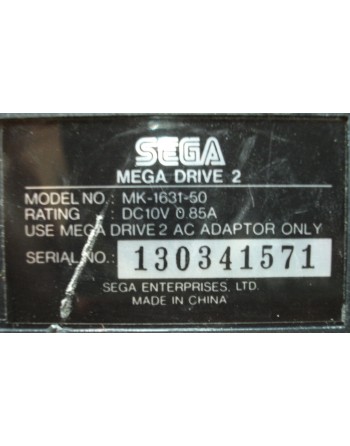 SEGA
MEGA DRIVE 2
MODEL NO. : MK-1631-50
RATING : DC10V 0.85A
USE MEGA DRIVE 2 AC ADAPTOR ONLY
SERIAL NO. : 130341571
SEGA ENTERPRISES, LTD.
MADE IN CHINA